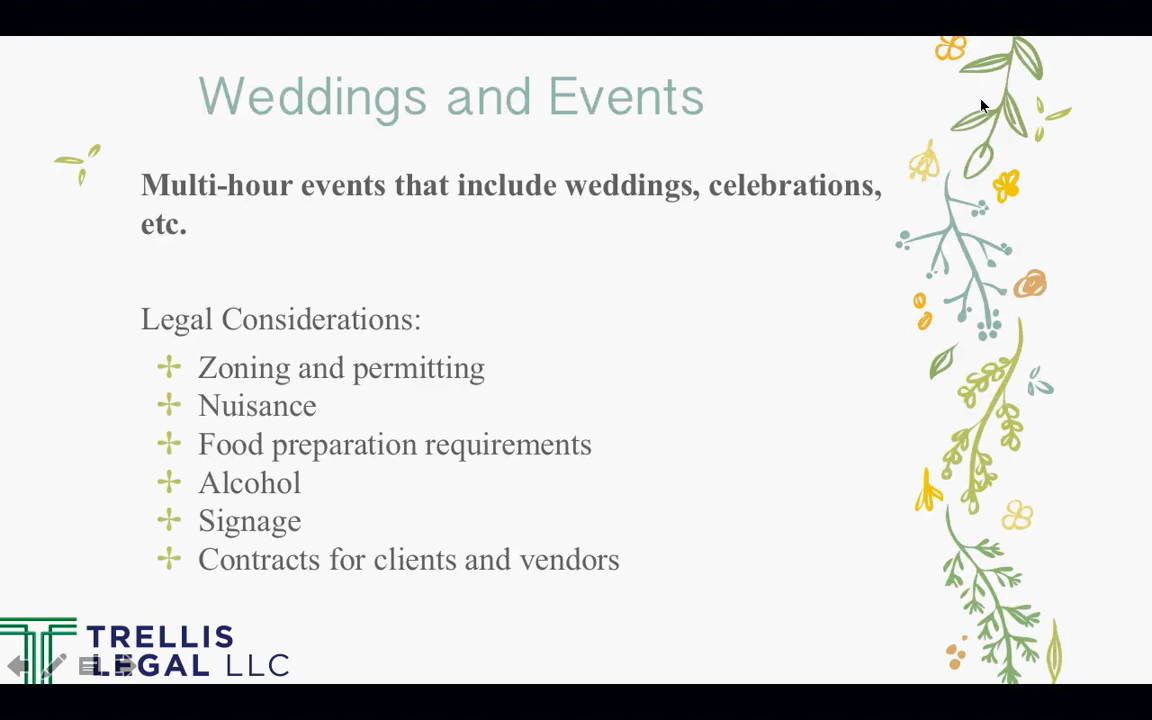 Weddings and Events
Multi-hour events that include weddings, celebrations,
etc.
Legal Considerations:
Zoning and permitting
Nuisance
Food preparation requirements
Alcohol
Signage
Contracts for clients and vendors
TRELLIS
LEGAL LLC